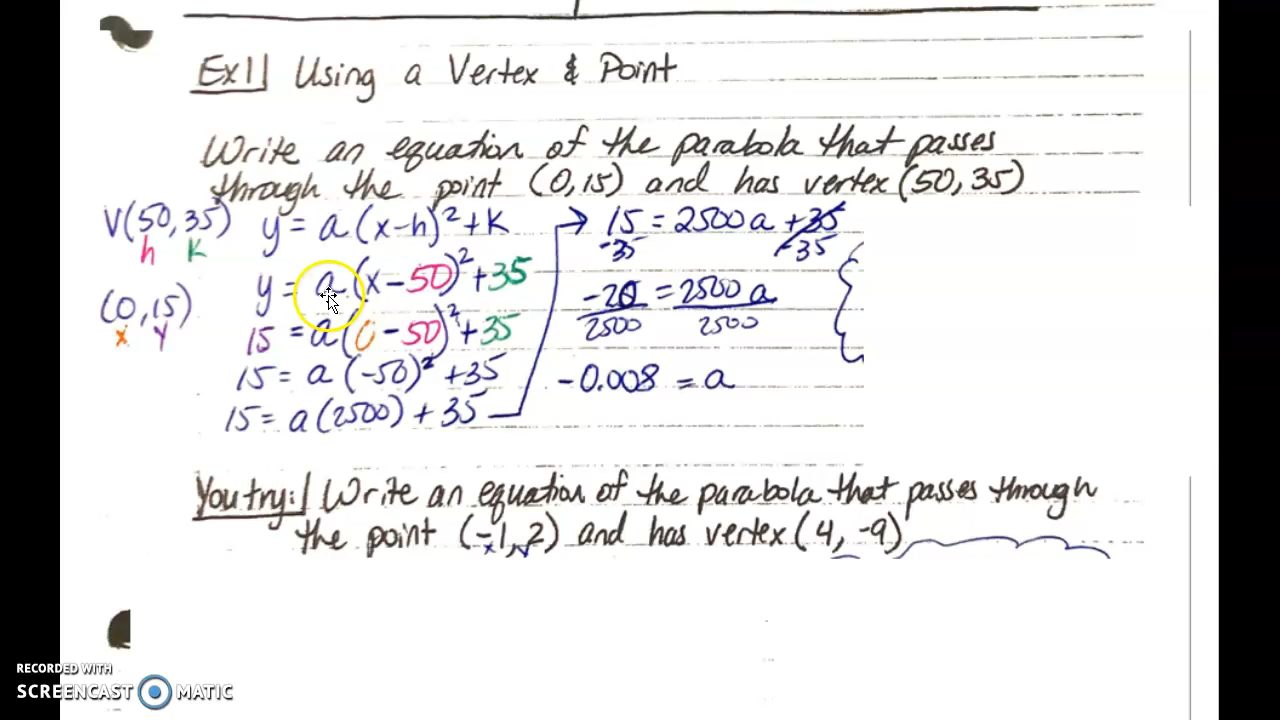 Ex1| Using a Vertex & Point
Write an equation of the parabola that passes
through the point (0,15) and has vertex (50,35)
V(50,35)
h k
(0,15)
x y
y = a(x-h)²+k
y = a(x-50)²+35
15 = a(0-50)²+35
15 = a(-50)²+35
15 = a(2500)+35
→ 15 = 2500a +35
-35 -35
-20 = 2500a
2500 2500
-0.008 = a
You try:| Write an equation of the parabola that passes through
the point (-1,2) and has vertex (4,-9)
x y
RECORDED WITH
SCREENCAST MATIC